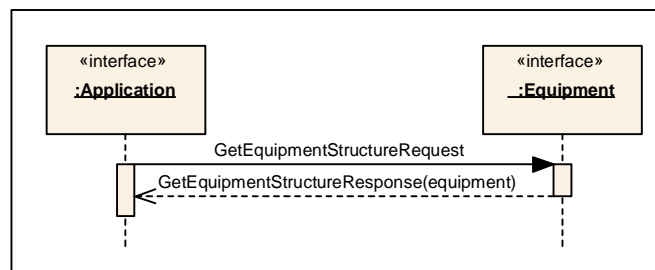 «interface»
:Application
«interface»
:Equipment
GetEquipmentStructureRequest
GetEquipmentStructureResponse(equipment)